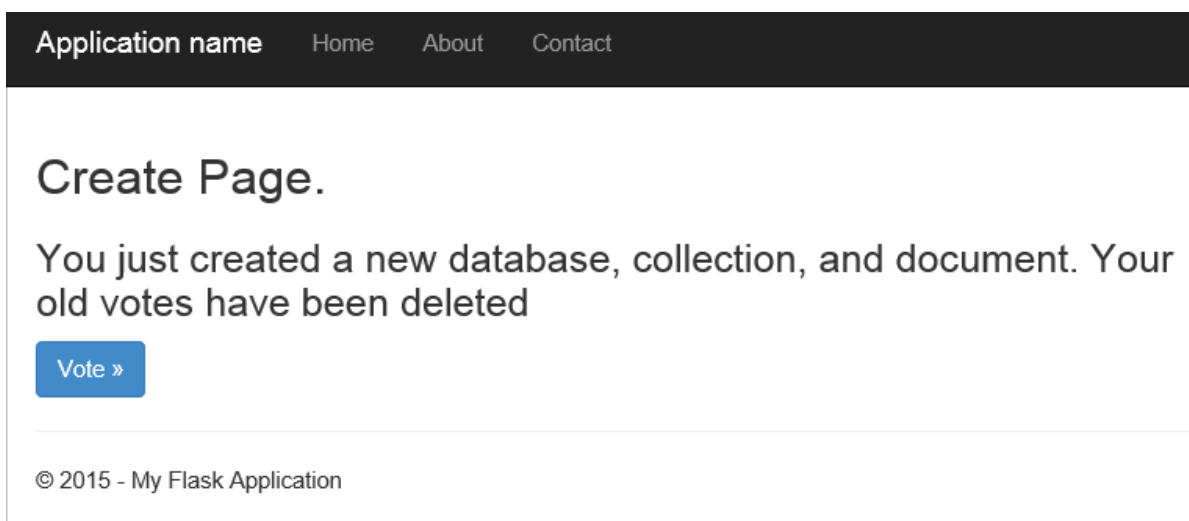 Application name Home About Contact
Create Page.
You just created a new database, collection, and document. Your
old votes have been deleted
Vote »
© 2015 - My Flask Application